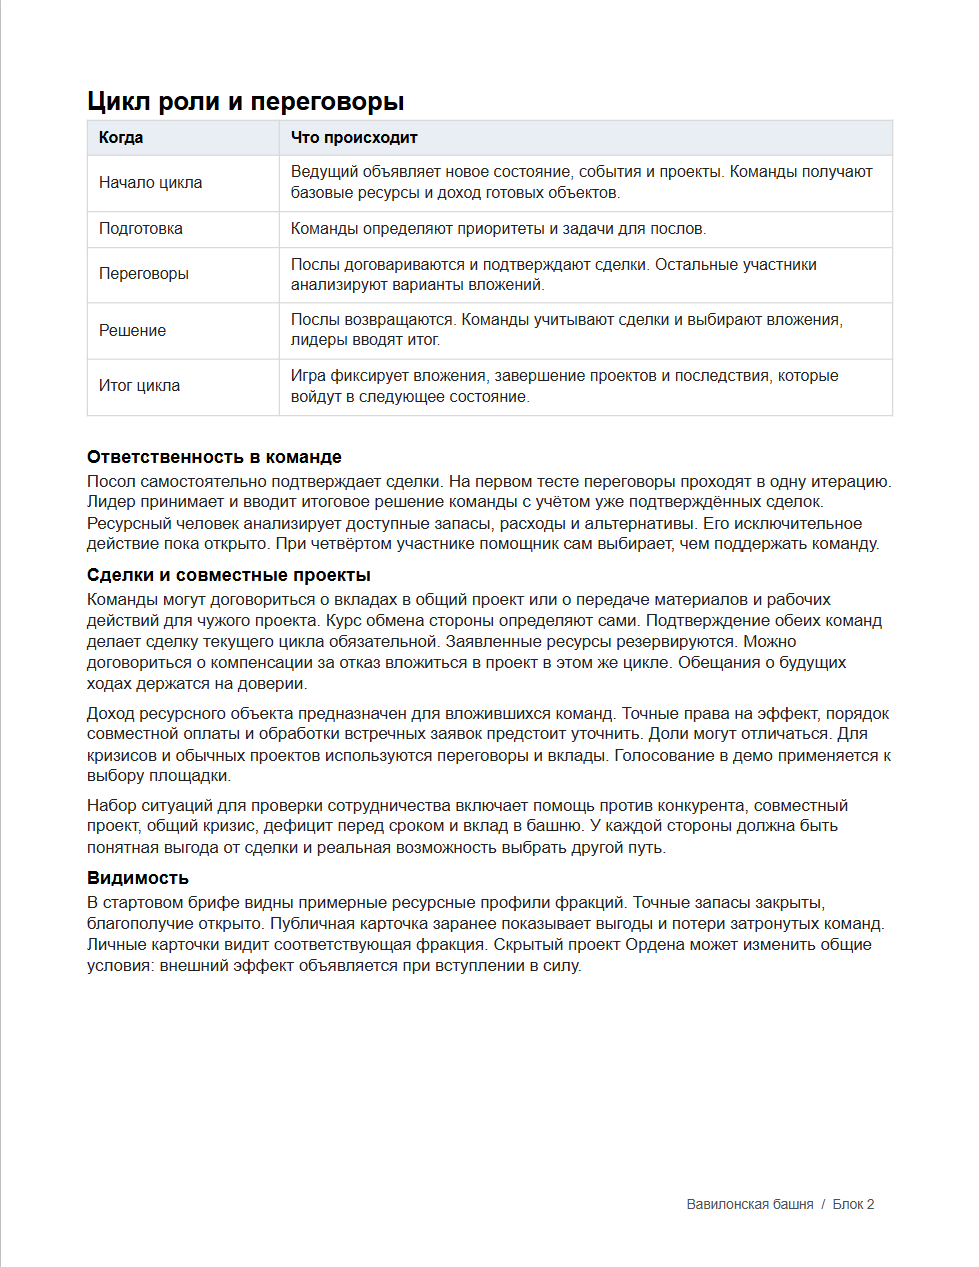 Цикл роли и переговоры
Когда
Что происходит
Начало цикла
Ведущий объявляет новое состояние, события и проекты. Команды получают
базовые ресурсы и доход готовых объектов.
Подготовка
Команды определяют приоритеты и задачи для послов.
Переговоры
Послы договариваются и подтверждают сделки. Остальные участники
анализируют варианты вложений.
Решение
Послы возвращаются. Команды учитывают сделки и выбирают вложения,
лидеры вводят итог.
Итог цикла
Игра фиксирует вложения, завершение проектов и последствия, которые
войдут в следующее состояние.
Ответственность в команде
Посол самостоятельно подтверждает сделки. На первом тесте переговоры проходят в одну итерацию.
Лидер принимает и вводит итоговое решение команды с учётом уже подтверждённых сделок.
Ресурсный человек анализирует доступные запасы, расходы и альтернативы. Его исключительное
действие пока открыто. При четвёртом участнике помощник сам выбирает, чем поддержать команду.
Сделки и совместные проекты
Команды могут договориться о вкладах в общий проект или о передаче материалов и рабочих
действий для чужого проекта. Курс обмена стороны определяют сами. Подтверждение обеих команд
делает сделку текущего цикла обязательной. Заявленные ресурсы резервируются. Можно
договориться о компенсации за отказ вложиться в проект в этом же цикле. Обещания о будущих
ходах держатся на доверии.
Доход ресурсного объекта предназначен для вложившихся команд. Точные права на эффект, порядок
совместной оплаты и обработки встречных заявок предстоит уточнить. Доли могут отличаться. Для
кризисов и обычных проектов используются переговоры и вклады. Голосование в демо применяется к
выбору площадки.
Набор ситуаций для проверки сотрудничества включает помощь против конкурента, совместный
проект, общий кризис, дефицит перед сроком и вклад в башню. У каждой стороны должна быть
понятная выгода от сделки и реальная возможность выбрать другой путь.
Видимость
В стартовом брифе видны примерные ресурсные профили фракций. Точные запасы закрыты,
благополучие открыто. Публичная карточка заранее показывает выгоды и потери затронутых команд.
Личные карточки видит соответствующая фракция. Скрытый проект Ордена может изменить общие
условия: внешний эффект объявляется при вступлении в силу.
Вавилонская башня / Блок 2